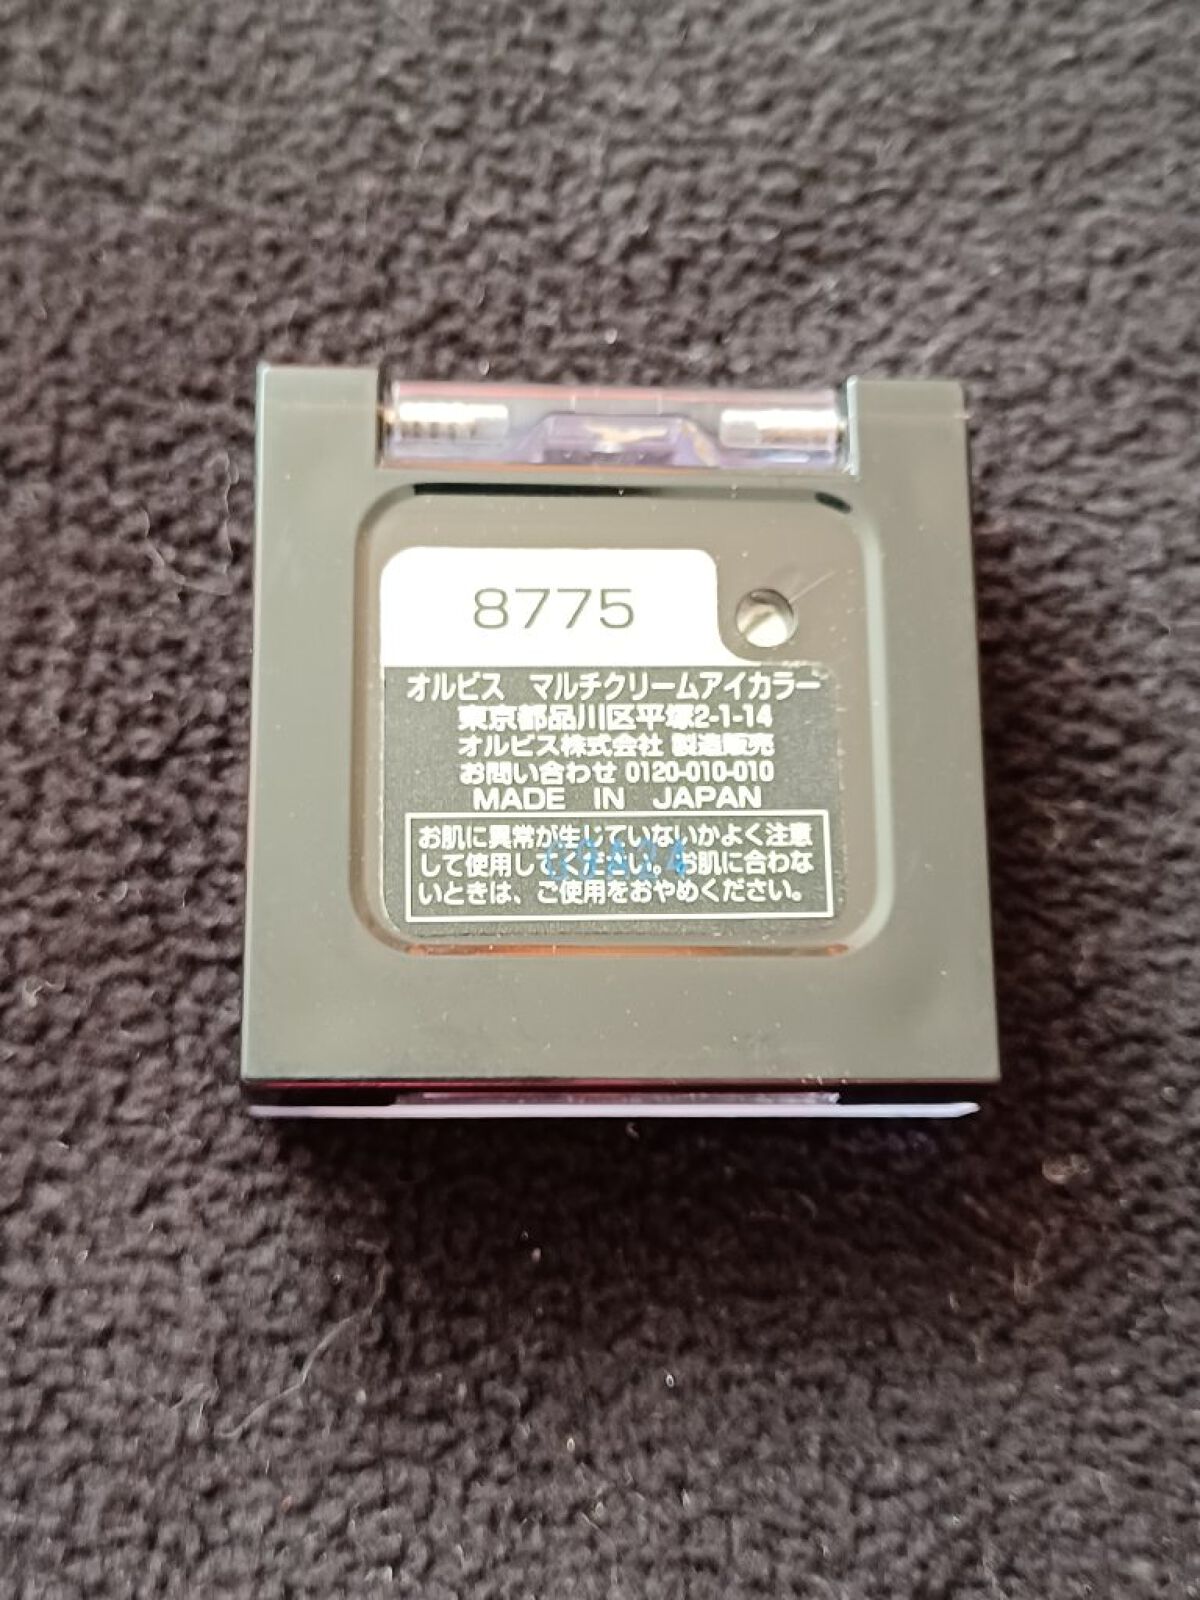 8775
オルビス マルチクリームアイカラー
東京都品川区平塚2-1-14
オルビス株式会社 製造販売
お問い合わせ 0120-010-010
MADE IN JAPAN
お肌に異常が生じていないかよく注意
して使用してください。お肌に合わな
いときは、ご使用をおやめください。